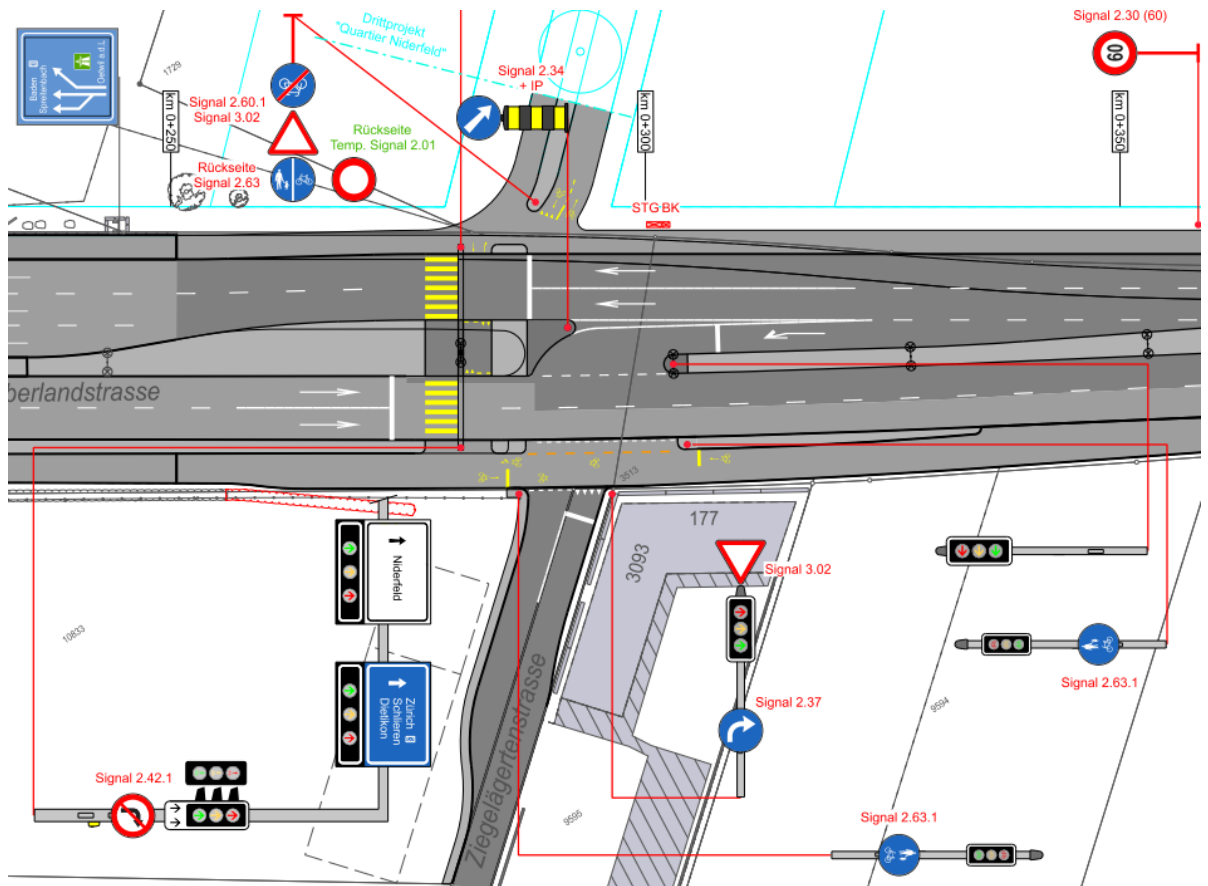 Drittprojekt
"Quartier Niderfeld"
Signal 2.30 (60)
60
Baden
Spreitenbach
Oetwil a.d.L
1729
km 0+250
Signal 2.60.1
Signal 3.02
Rückseite
Signal 2.63
Rückseite
Temp. Signal 2.01
Signal 2.34
+ IP
km 0+300
km 0+350
STG BK
berlandstrasse
3513
177
3093
Signal 3.02
Niderfeld
Zürich
Schlieren
Dietikon
10833
Ziegelägertenstrasse
Signal 2.37
Signal 2.63.1
9594
Signal 2.42.1
9595
Signal 2.63.1